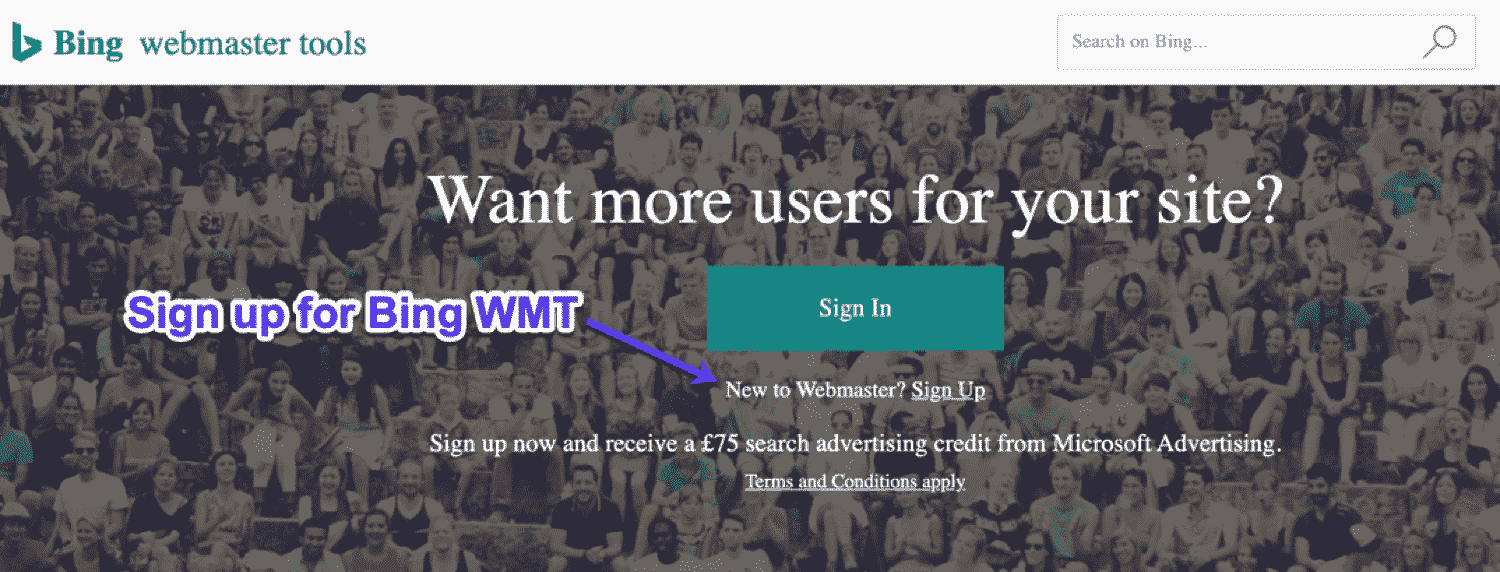 Bing webmaster tools
Search on Bing...
Want more users for your site?
Sign In
Sign up for Bing WMT
New to Webmaster? Sign Up
Sign up now and receive a £75 search advertising credit from Microsoft Advertising.
Terms and Conditions apply